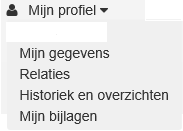 Mijn profiel
Mijn gegevens
Relaties
Historiek en overzichten
Mijn bijlagen